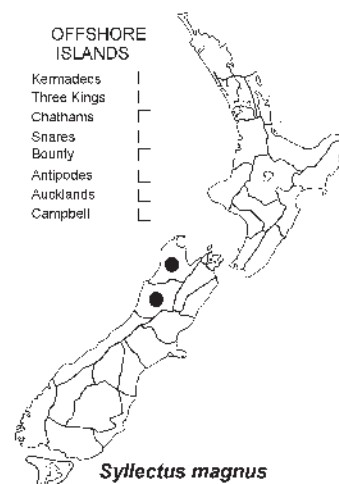 OFFSHORE
ISLANDS
Kermadecs
Three Kings
Chathams
Snares
Bounty
Antipodes
Aucklands
Campbell
Syllectus magnus